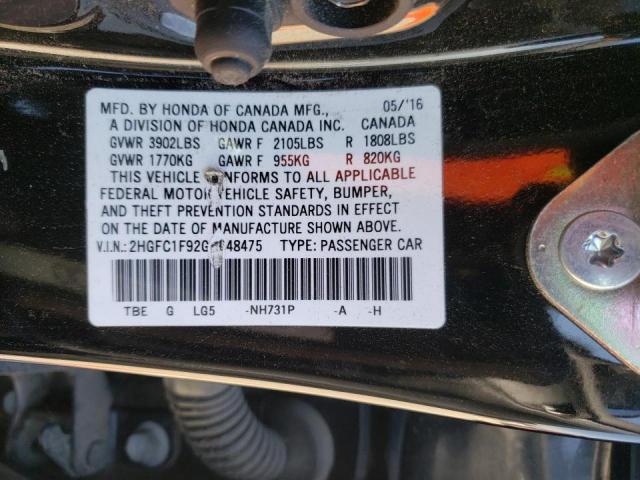 MFD. BY HONDA OF CANADA MFG., 05/'16
A DIVISION OF HONDA CANADA INC. CANADA
GVWR 3902LBS GAWR F 2105LBS R 1808LBS
GVWR 1770KG GAWR F 955KG R 820KG
THIS VEHICLE CONFORMS TO ALL APPLICABLE
FEDERAL MOTOR VEHICLE SAFETY, BUMPER,
AND THEFT PREVENTION STANDARDS IN EFFECT
ON THE DATE OF MANUFACTURE SHOWN ABOVE.
V.I.N.: TYPE: PASSENGER CAR
TBE G LG5 -NH731P -A -H